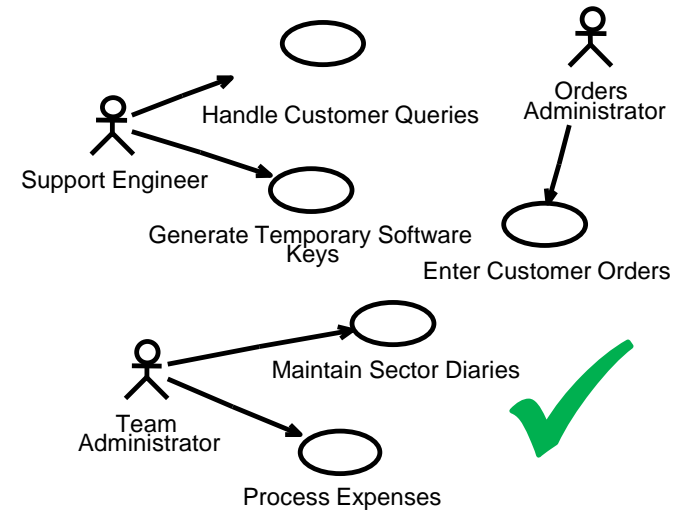 Handle Customer Queries
Orders
Administrator
Support Engineer
Generate Temporary Software
Keys
Enter Customer Orders
Maintain Sector Diaries
Team
Administrator
Process Expenses